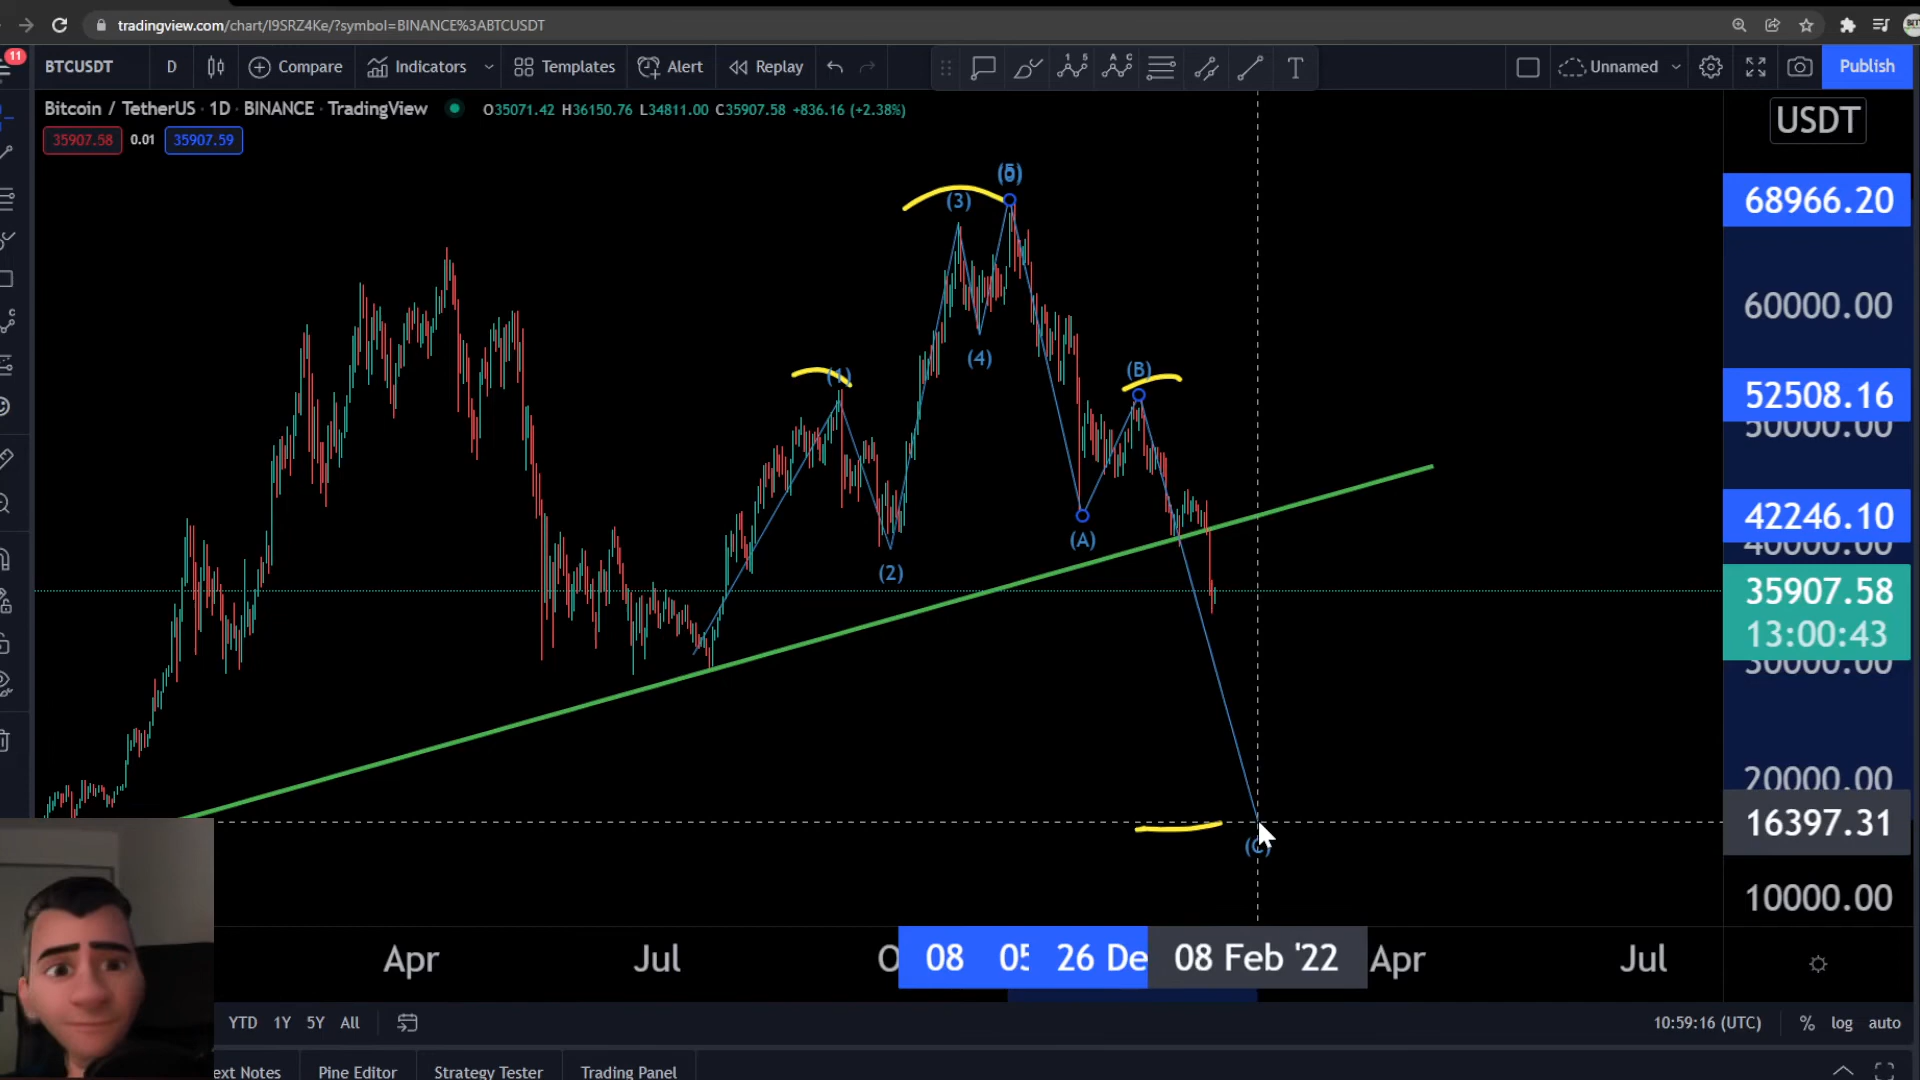 tradingview.com/chart/l9SRZ4Ke/?symbol=BINANCE%3ABTCUSDT
11
BTCUSDT D Compare Indicators Templates Alert Replay Unnamed Publish
Bitcoin / TetherUS · 1D · BINANCE · TradingView O35071.42 H36150.76 L34811.00 C35907.58 +836.16 (+2.38%)
35907.58 0.01 35907.59
USDT
(3)
68966.20
60000.00
(1)
(B)
(4)
52508.16
50000.00
(2)
(A)
42246.10
40000.00
35907.58
13:00:43
30000.00
20000.00
16397.31
(C)
10000.00
Apr Jul 08 26 De 08 Feb '22 Apr Jul
YTD 1Y 5Y All 10:59:16 (UTC) % log auto
Notes Pine Editor Strategy Tester Trading Panel